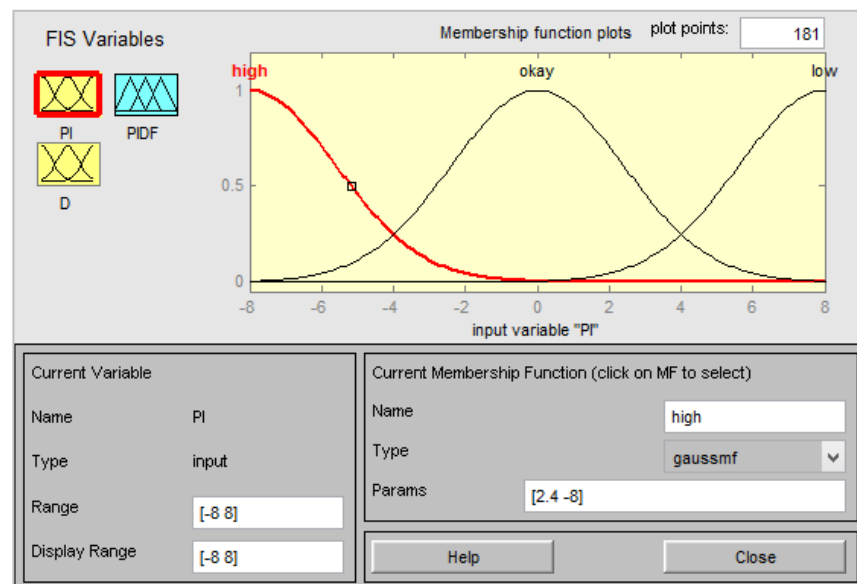 FIS Variables
Membership function plots
plot points:
181
PI
PIDF
D
high
okay
low
1
0.5
0
-8
-6
-4
-2
0
2
4
6
8
input variable "PI"
Current Variable
Name
PI
Type
input
Range
[-8 8]
Display Range
[-8 8]
Current Membership Function (click on MF to select)
Name
high
Type
gaussmf
Params
[2.4 -8]
Help
Close